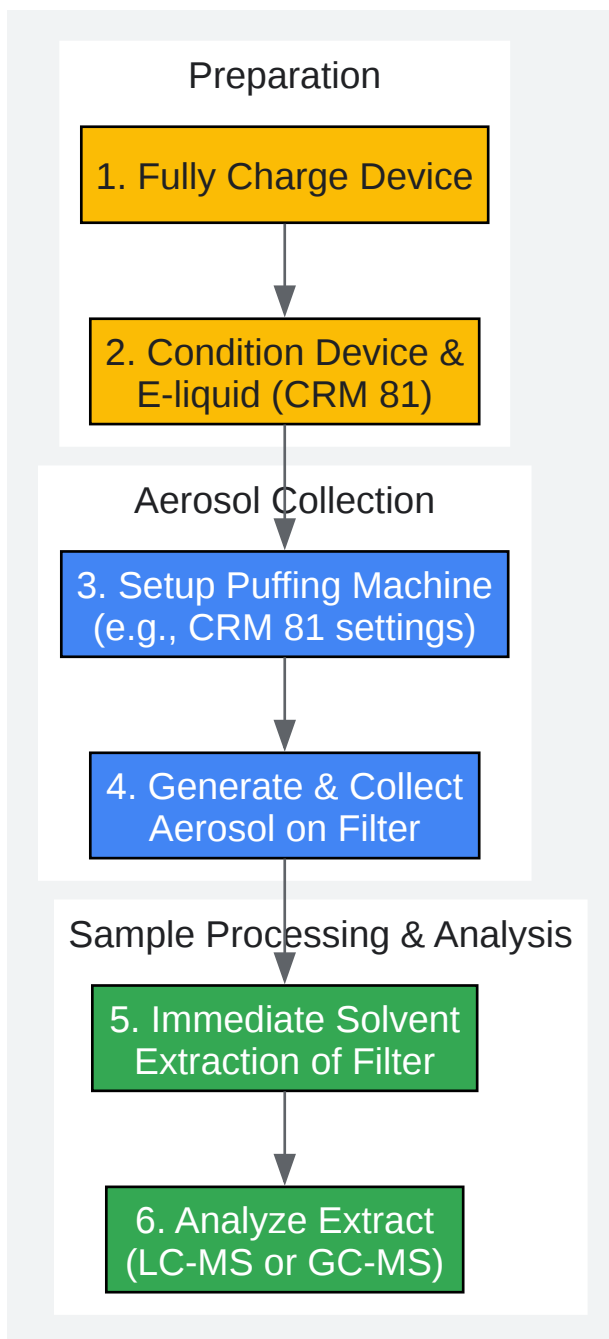 Preparation
1. Fully Charge Device
2. Condition Device &
E-liquid (CRM 81)
Aerosol Collection
3. Setup Puffing Machine
(e.g., CRM 81 settings)
4. Generate & Collect
Aerosol on Filter
Sample Processing & Analysis
5. Immediate Solvent
Extraction of Filter
6. Analyze Extract
(LC-MS or GC-MS)